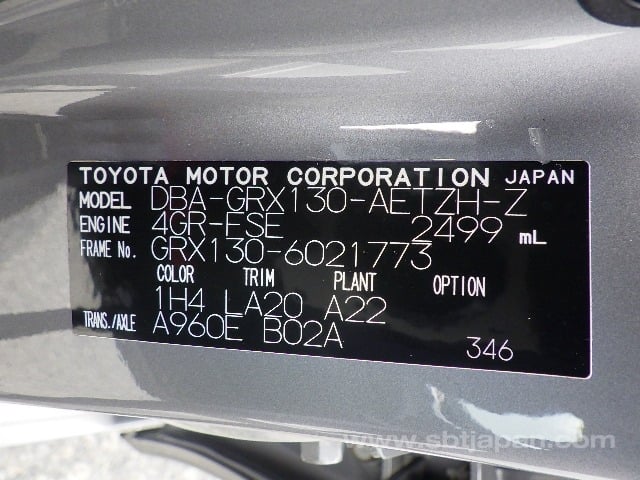 TOYOTA MOTOR CORPORATION JAPAN
MODEL DBA-GRX130-AETZH-Z
ENGINE 4GR-FSE 2499 mL
FRAME No. GRX130-6021773
COLOR TRIM PLANT OPTION
1H4 LA20 A22
TRANS./AXLE A960E B02A
346
www.sbtjapan.com